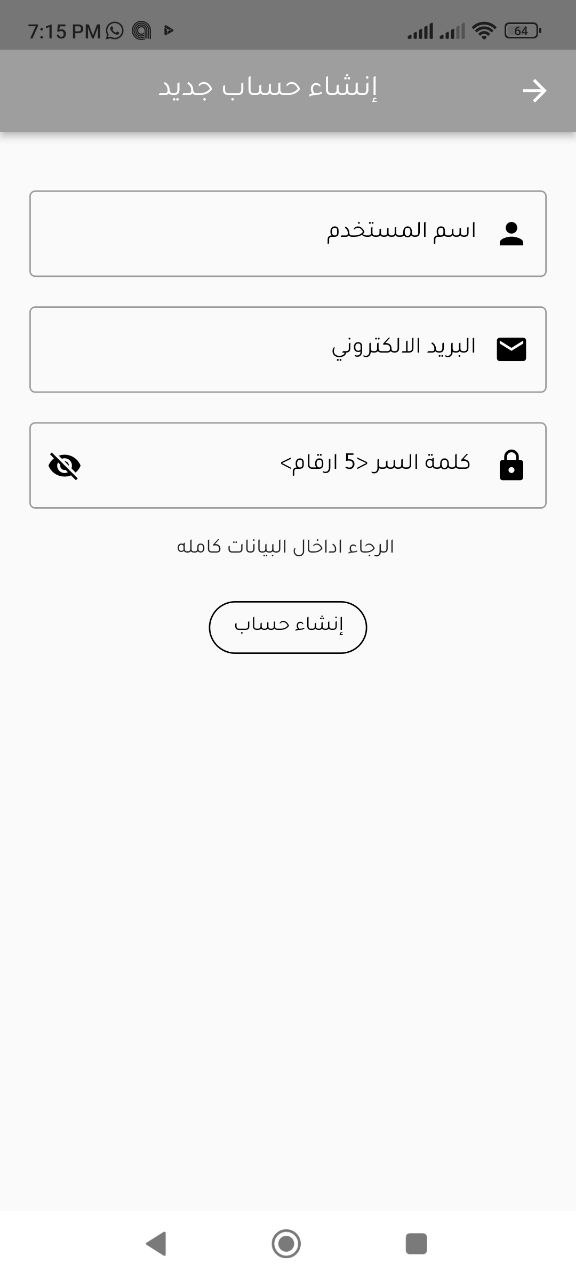 7:15 PM
64
إنشاء حساب جديد
اسم المستخدم
البريد الالكتروني
كلمة السر <5 ارقام>
الرجاء اداخال البيانات كامله
إنشاء حساب